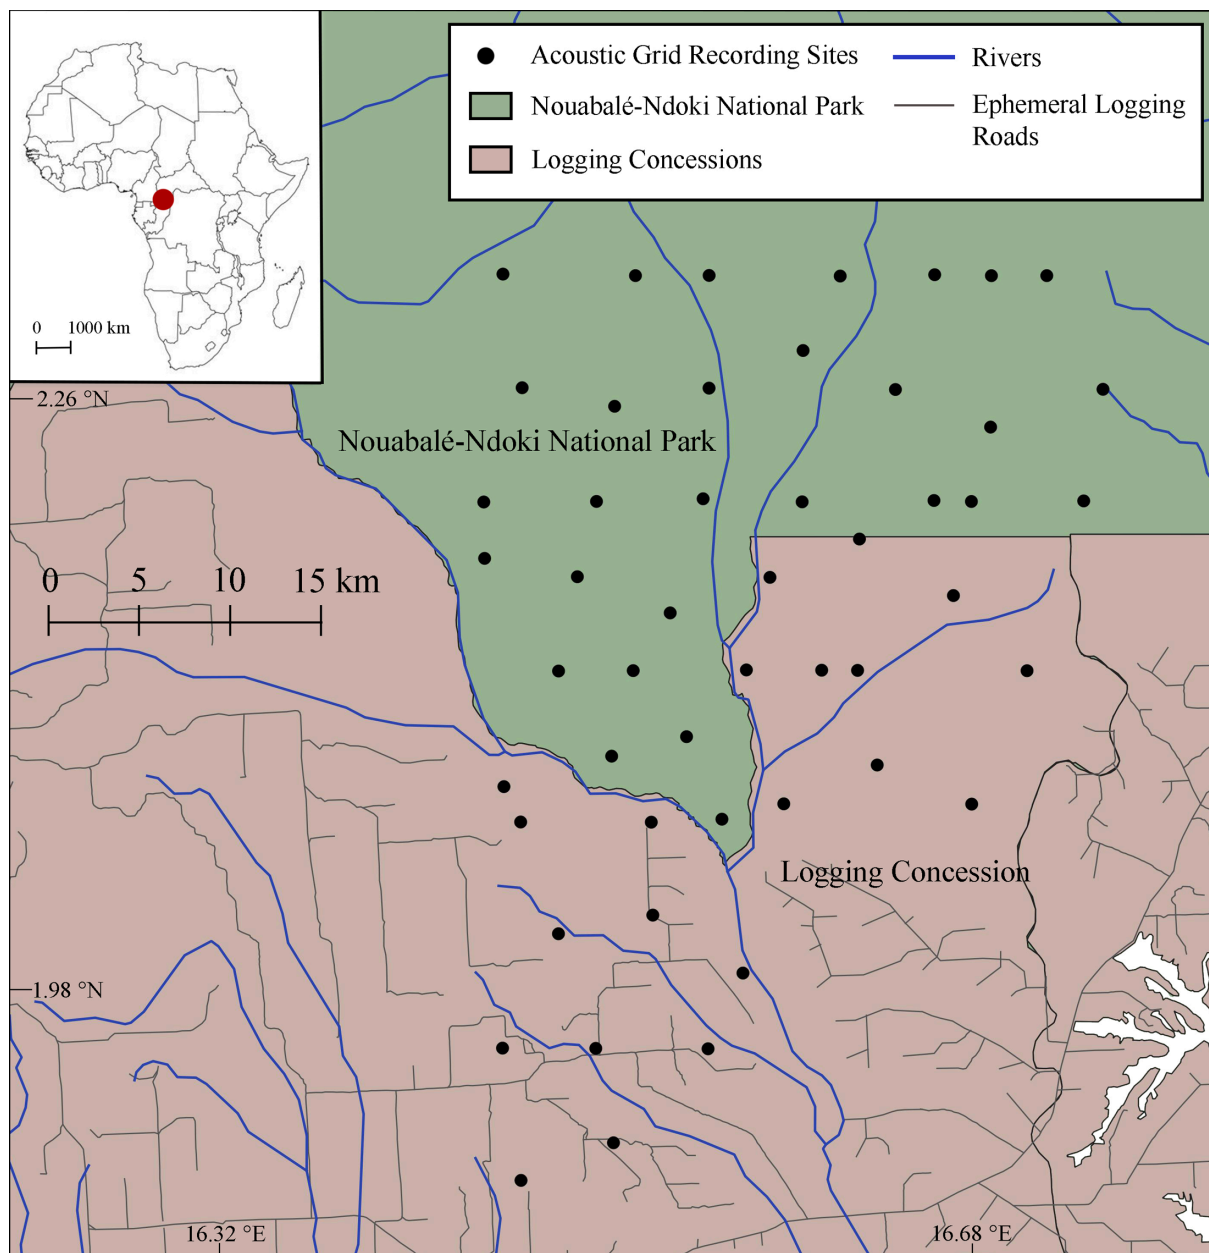 Acoustic Grid Recording Sites
Nouabalé-Ndoki National Park
Logging Concessions
Rivers
Ephemeral Logging
Roads
0 1000 km
2.26 °N
Nouabalé-Ndoki National Park
0 5 10 15 km
Logging Concession
1.98 °N
16.32 °E
16.68 °E